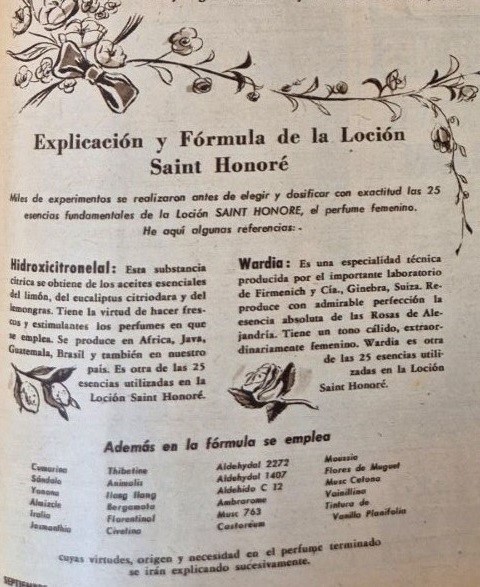 Explicación y Fórmula de la Loción
Saint Honoré
Miles de experimentos se realizaron antes de elegir y dosificar con exactitud las 25
esencias fundamentales de la Loción SAINT HONORE, el perfume femenino.
He aquí algunas referencias: -
Hidroxicitronelal: Esta substancia
cítrica se obtiene de los aceites esenciales
del limón, del eucaliptus citriodara y del
lemongras. Tiene la virtud de hacer fres-
cos y estimulantes los perfumes en que
se emplea. Se produce en Africa, Java,
Guatemala, Brasil y también en nuestro
país. Es otra de las 25
esencias utilizadas en la
Loción Saint Honoré.
Wardia: Es una especialidad técnica
producida por el importante laboratorio
de Firmenich y Cía., Ginebra, Suiza. Re-
produce con admirable perfección la
esencia absoluta de las Rosas de Ale-
jandría. Tiene un tono cálido, extraor-
dinariamente femenino. Wardia es otra
de las 25 esencias utili-
zadas en la Loción
Saint Honoré.
Además en la fórmula se emplea
Cumarina
Sándalo
Yonona
Almizcle
Iralia
Jasmonthia
Thibetine
Animalis
Ilang Ilang
Bergamota
Florentinol
Civetina
Aldehydal 2272
Aldehydal 1407
Aldehido C 12
Ambrarome
Musc 763
Castoréum
Moussia
Flores de Muguet
Musc Cetona
Vainillina
Tintura de
Vanilla Planifolia
cuyas virtudes, origen y necesidad en el perfume terminado
se irán explicando sucesivamente.